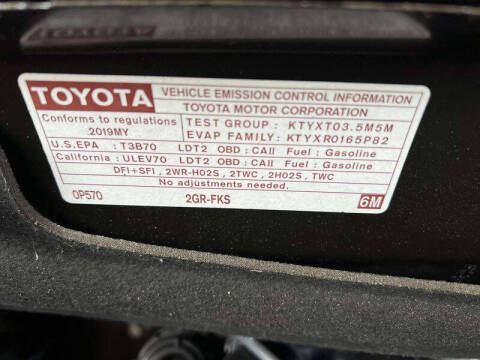 TOYOTA
VEHICLE EMISSION CONTROL INFORMATION
TOYOTA MOTOR CORPORATION
Conforms to regulations
2019MY
TEST GROUP : KTYXT03.5M5M
EVAP FAMILY: KTYXR0165P82
U.S.EPA : T3B70 LDT2 OBD : CAII Fuel : Gasoline
California : ULEV70 LDT2 OBD : CAII Fuel : Gasoline
DFI+SFI , 2WR-HO2S , 2TWC , 2HO2S , TWC
No adjustments needed.
0P570
2GR-FKS
6M